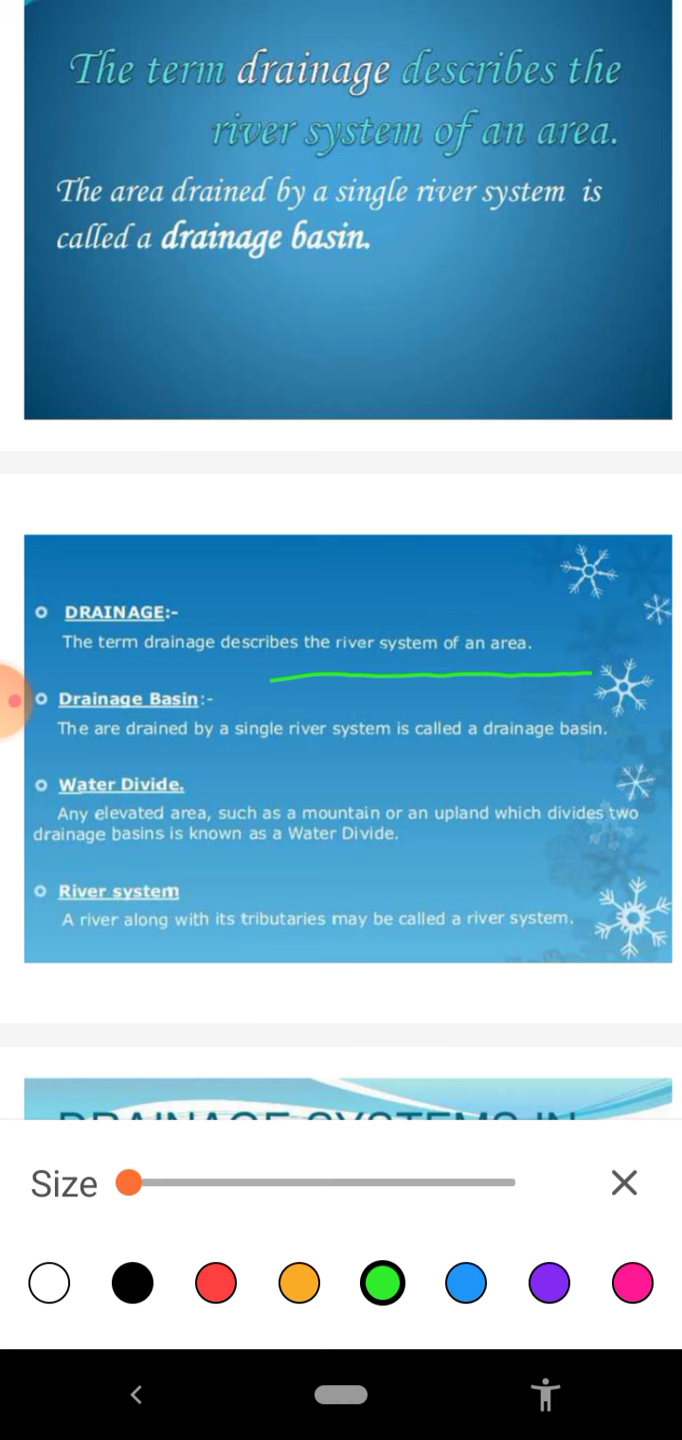 The term drainage describes the
river system of an area.
The area drained by a single river system is
called a drainage basin.
DRAINAGE:-
The term drainage describes the river system of an area.
Drainage Basin:-
The are drained by a single river system is called a drainage basin.
Water Divide.
Any elevated area, such as a mountain or an upland which divides two
drainage basins is known as a Water Divide.
River system
A river along with its tributaries may be called a river system.
DRAINAGE SYSTEMS IN
Size